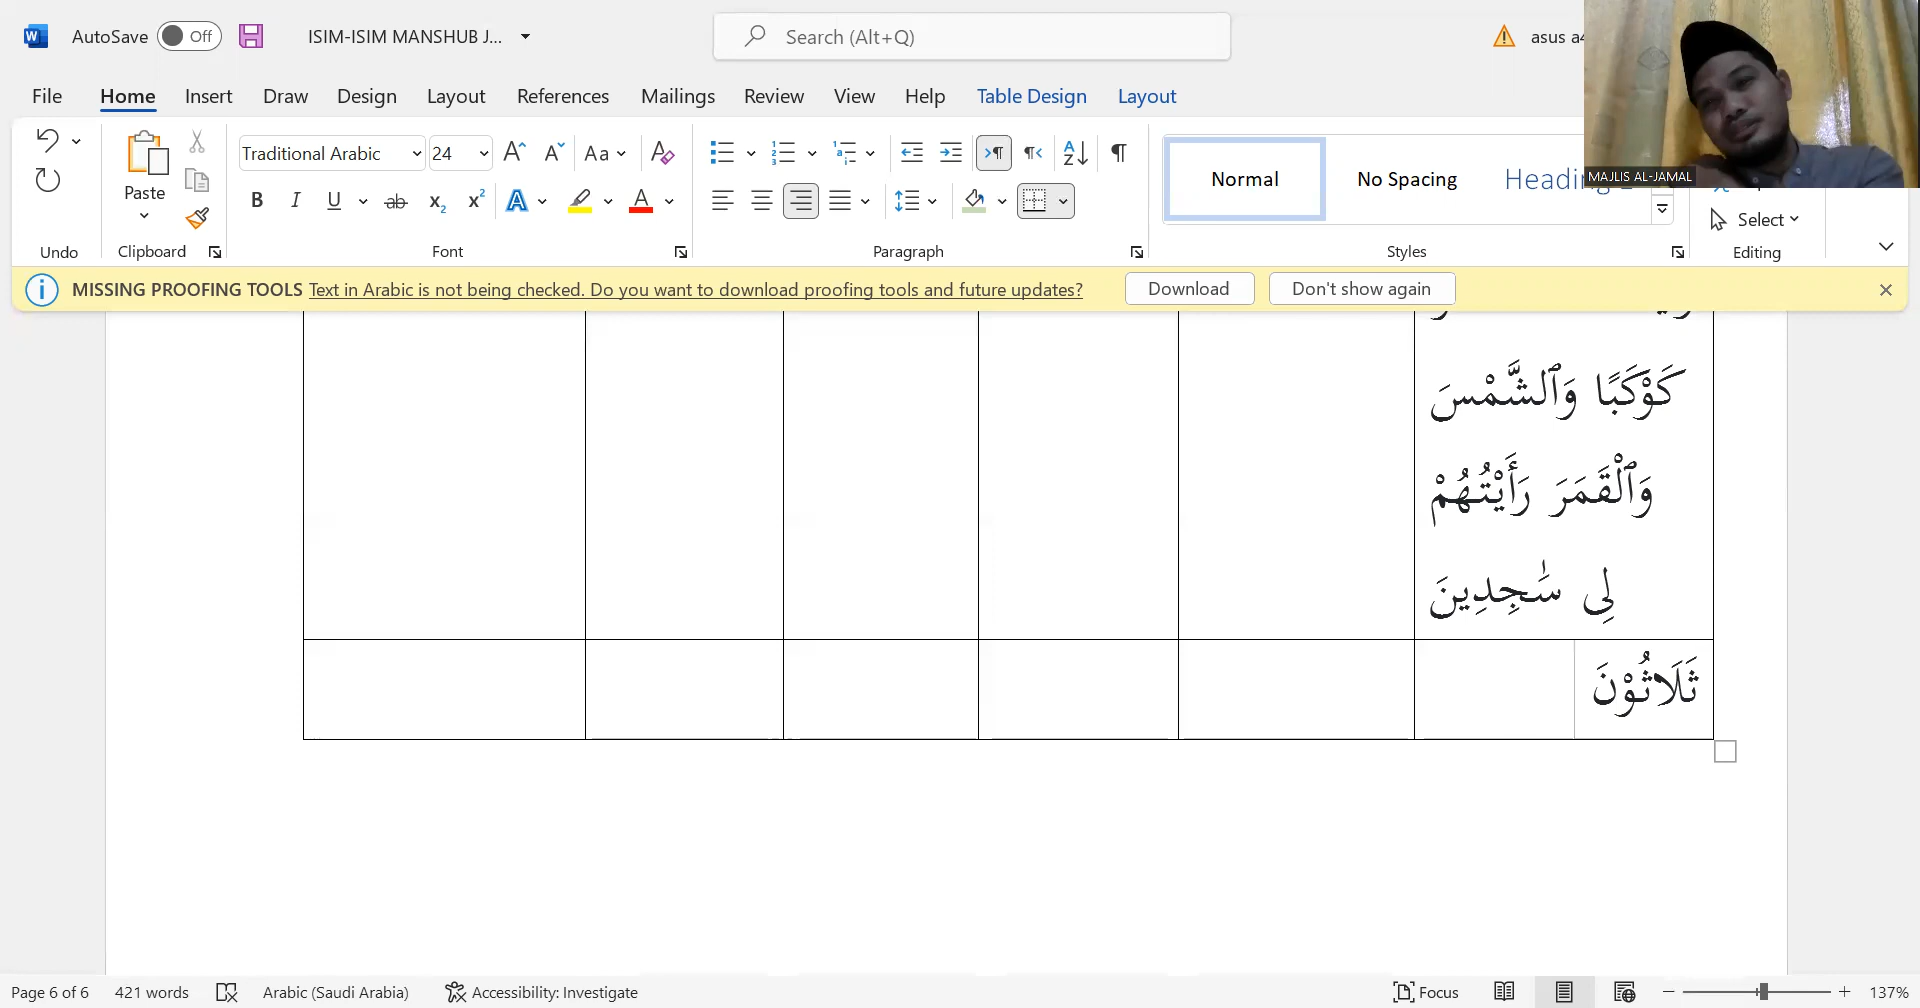 AutoSave Off ISIM-ISIM MANSHUB J... Search (Alt+Q) asus a4
File Home Insert Draw Design Layout References Mailings Review View Help Table Design Layout
Traditional Arabic 24
Paste
Normal No Spacing Heading
MAJLIS AL-JAMAL
Select
Undo Clipboard Font Paragraph Styles Editing
MISSING PROOFING TOOLS Text in Arabic is not being checked. Do you want to download proofing tools and future updates? Download Don't show again
كَوْكَبًا وَٱلشَّمْسَ
وَٱلْقَمَرَ رَأَيْتُهُمْ
لِى سَٰجِدِينَ
ثَلَاثُوْنَ
Page 6 of 6 421 words Arabic (Saudi Arabia) Accessibility: Investigate Focus 137%